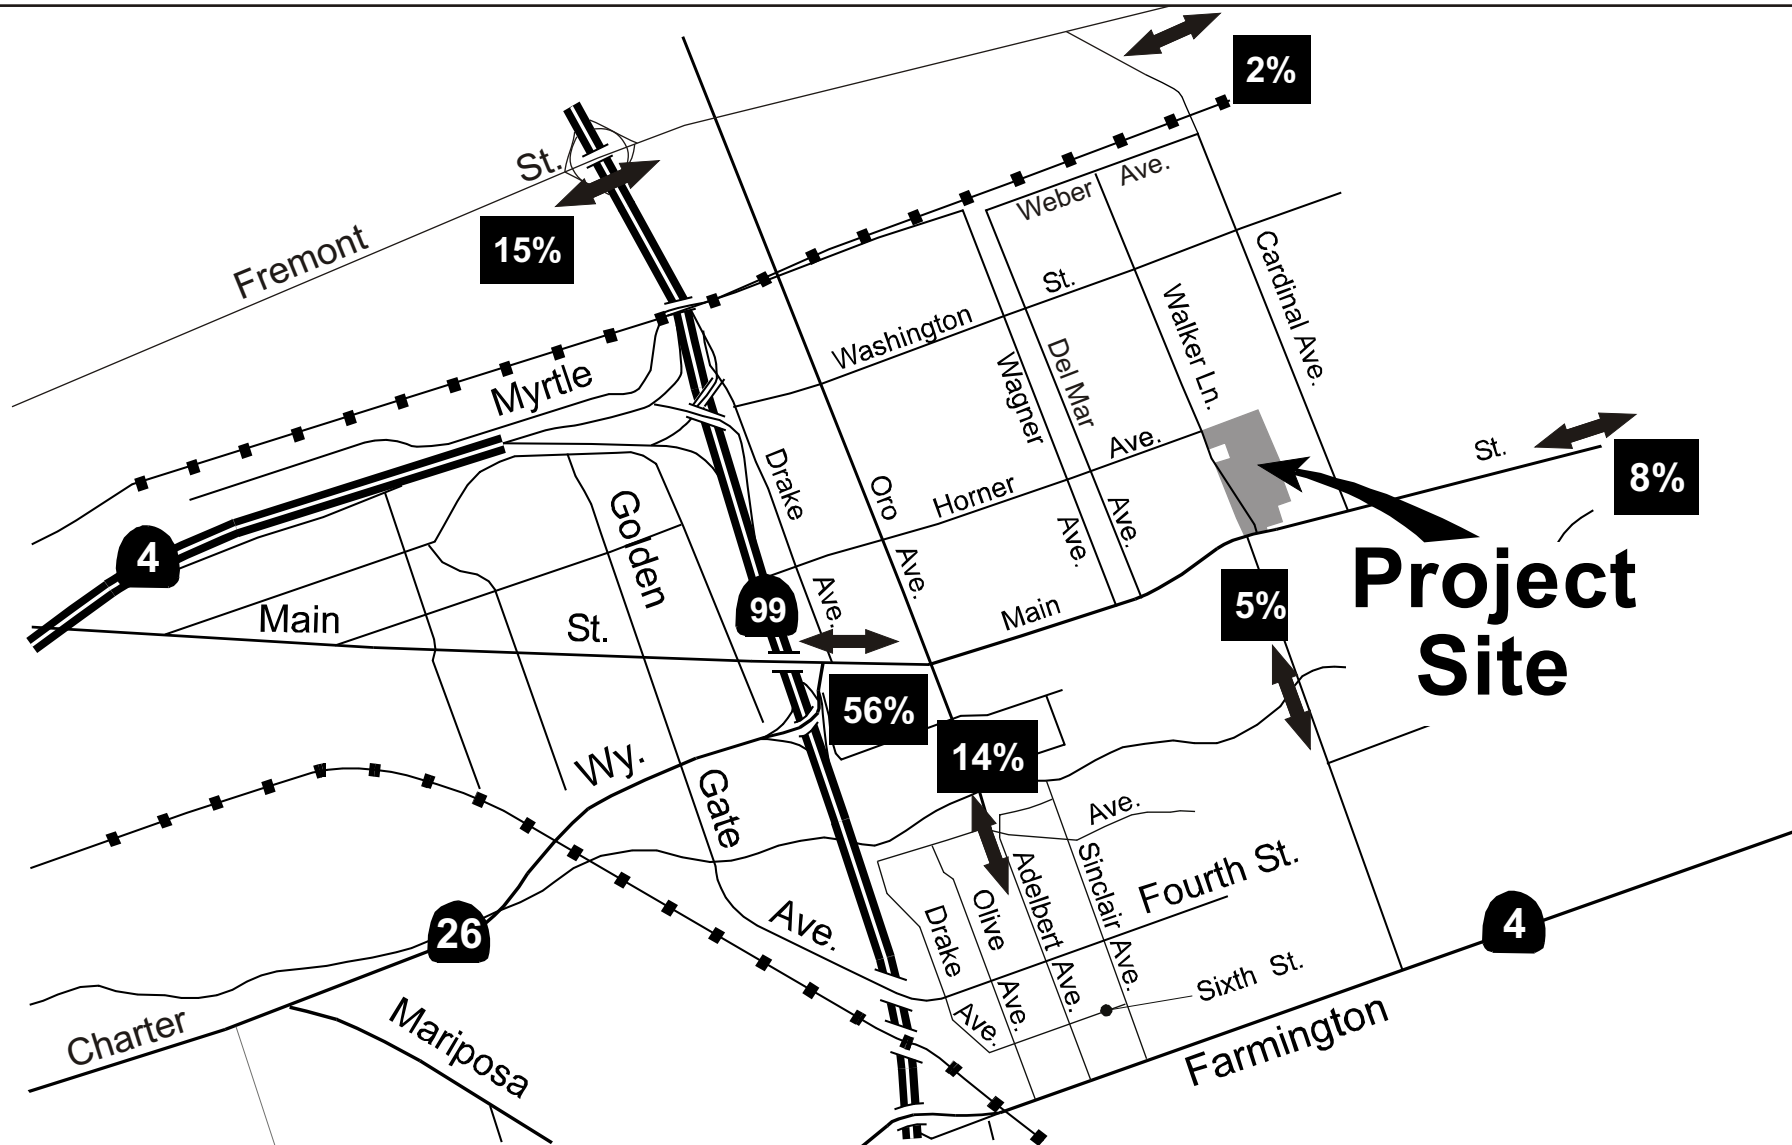 2%
St.
15%
Fremont
Weber
Ave.
Cardinal Ave.
St.
Washington
Walker Ln.
Myrtle
Wagner
Del Mar
Ave.
St.
8%
Drake
Oro
Horner
Golden
Ave.
Ave.
4
Project
Site
99
Ave.
Ave.
Main
5%
Main
St.
56%
14%
Wy.
Gate
Ave.
Sinclair
Fourth St.
Adelbert
Olive
Drake
Ave.
26
4
Ave.
Ave.
Ave.
Ave.
Sixth St.
Charter
Mariposa
Farmington